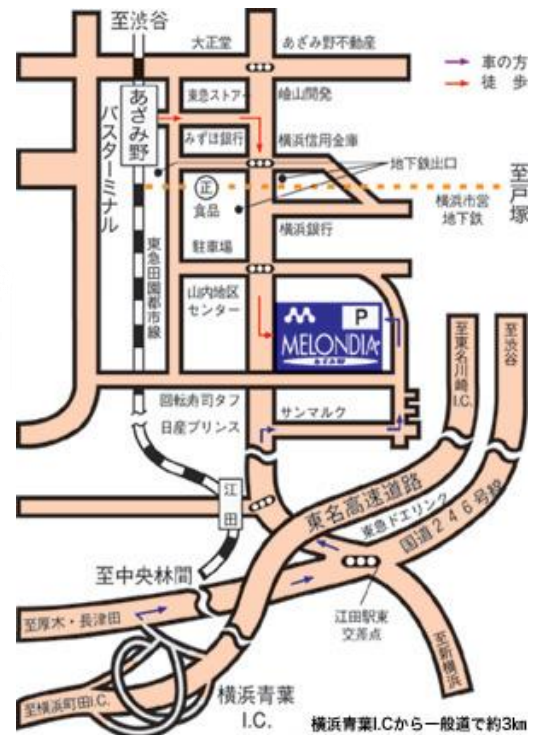 至渋谷
大正堂
あざみ野不動産
車の方
徒 歩
東急ストアー
嶮山開発
あざみ野
バスターミナル
みずほ銀行
横浜信用金庫
地下鉄出口
至戸塚
正
食品
横浜市営
地下鉄
横浜銀行
駐車場
東急田園都市線
山内地区
センター
P
MELONDIA
至東名川崎I.C.
至渋谷
回転寿司タフ
サンマルク
日産プリンス
江田
東名高速道路
東急ドエリンク
国道246号線
至中央林間
至厚木・長津田
江田駅東
交差点
至新横浜
至横浜町田I.C.
横浜青葉
I.C.
横浜青葉I.Cから一般道で約3km